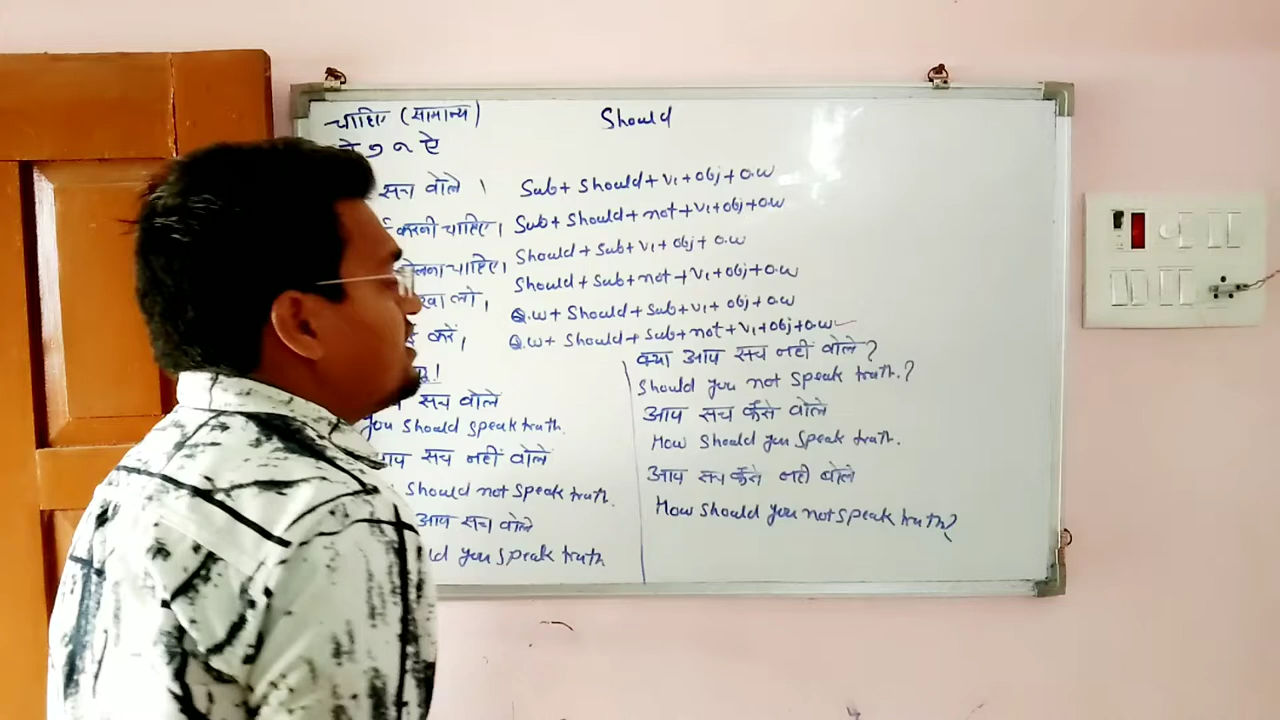 चाहिए (सामान्य)
Should
े ꠰ न ऐ
सच बोले ।
Sub + Should + V₁ + obj + o.w
करनी चाहिए ।
Sub + Should + not + V₁ + obj + o.w
बोलना चाहिए ।
Should + Sub + V₁ + obj + o.w
लो ।
Should + Sub + not + V₁ + obj + o.w
करें ।
Q.w + Should + Sub + V₁ + obj + o.w
Q.w + Should + Sub + not + V₁ + obj + o.w
सच बोले
you should speak truth.
आप सच नहीं बोले
should not speak truth.
आप सच बोले
you speak truth
क्या आप सच नहीं बोले ?
Should you not speak truth.?
आप सच कैसे बोले
How should you speak truth.
आप सच कैसे नही बोले
How should you not speak truth?